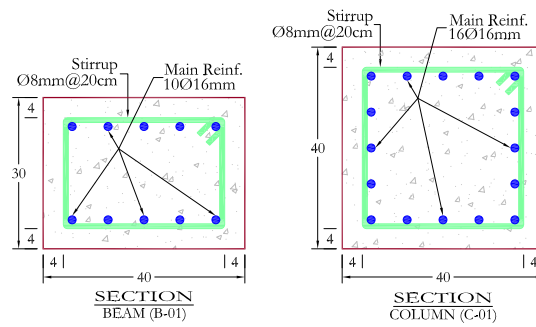 Stirrup
Ø8mm@20cm
Main Reinf.
10Ø16mm
4
30
4
4
4
40
SECTION
BEAM (B-01)
Stirrup
Ø8mm@20cm
Main Reinf.
16Ø16mm
4
40
4
4
4
40
SECTION
COLUMN (C-01)